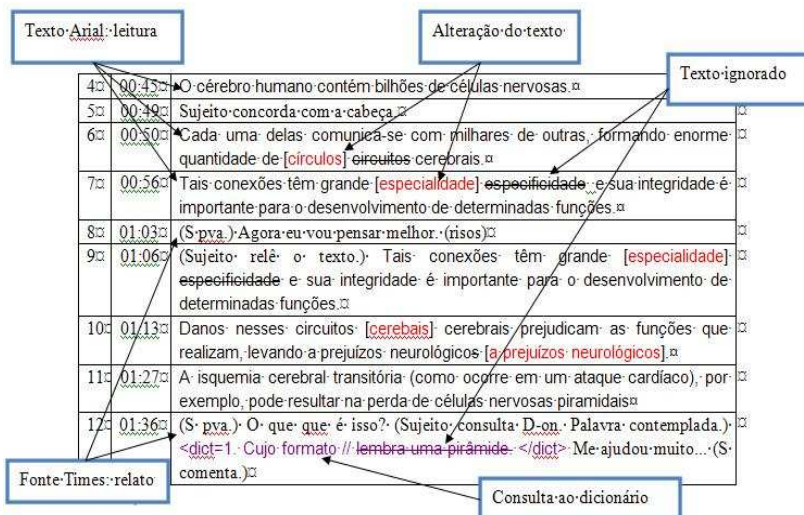 Texto Arial: leitura
Alteração do texto
Texto ignorado
4 00:45 O cérebro humano contém bilhões de células nervosas.
5 00:49 Sujeito concorda com a cabeça.
6 00:50 Cada uma delas comunica-se com milhares de outras, formando enorme
quantidade de [círculos] circuitos cerebrais.
7 00:56 Tais conexões têm grande [especialidade] especificidade e sua integridade é
importante para o desenvolvimento de determinadas funções.
8 01:03 (S pva.) Agora eu vou pensar melhor. (risos)
9 01:06 (Sujeito relê o texto.) Tais conexões têm grande [especialidade]
especificidade e sua integridade é importante para o desenvolvimento de
determinadas funções.
10 01:13 Danos nesses circuitos [cerebais] cerebrais prejudicam as funções que
realizam, levando a prejuízos neurológicos [a prejuízos neurológicos].
11 01:27 A isquemia cerebral transitória (como ocorre em um ataque cardíaco), por
exemplo, pode resultar na perda de células nervosas piramidais
12 01:36 (S pva.) O que que é isso? (Sujeito consulta D-on. Palavra contemplada.)
<dict=1. Cujo formato // lembra uma pirâmide. </dict> Me ajudou muito... (S
comenta.)
Fonte Times: relato
Consulta ao dicionário